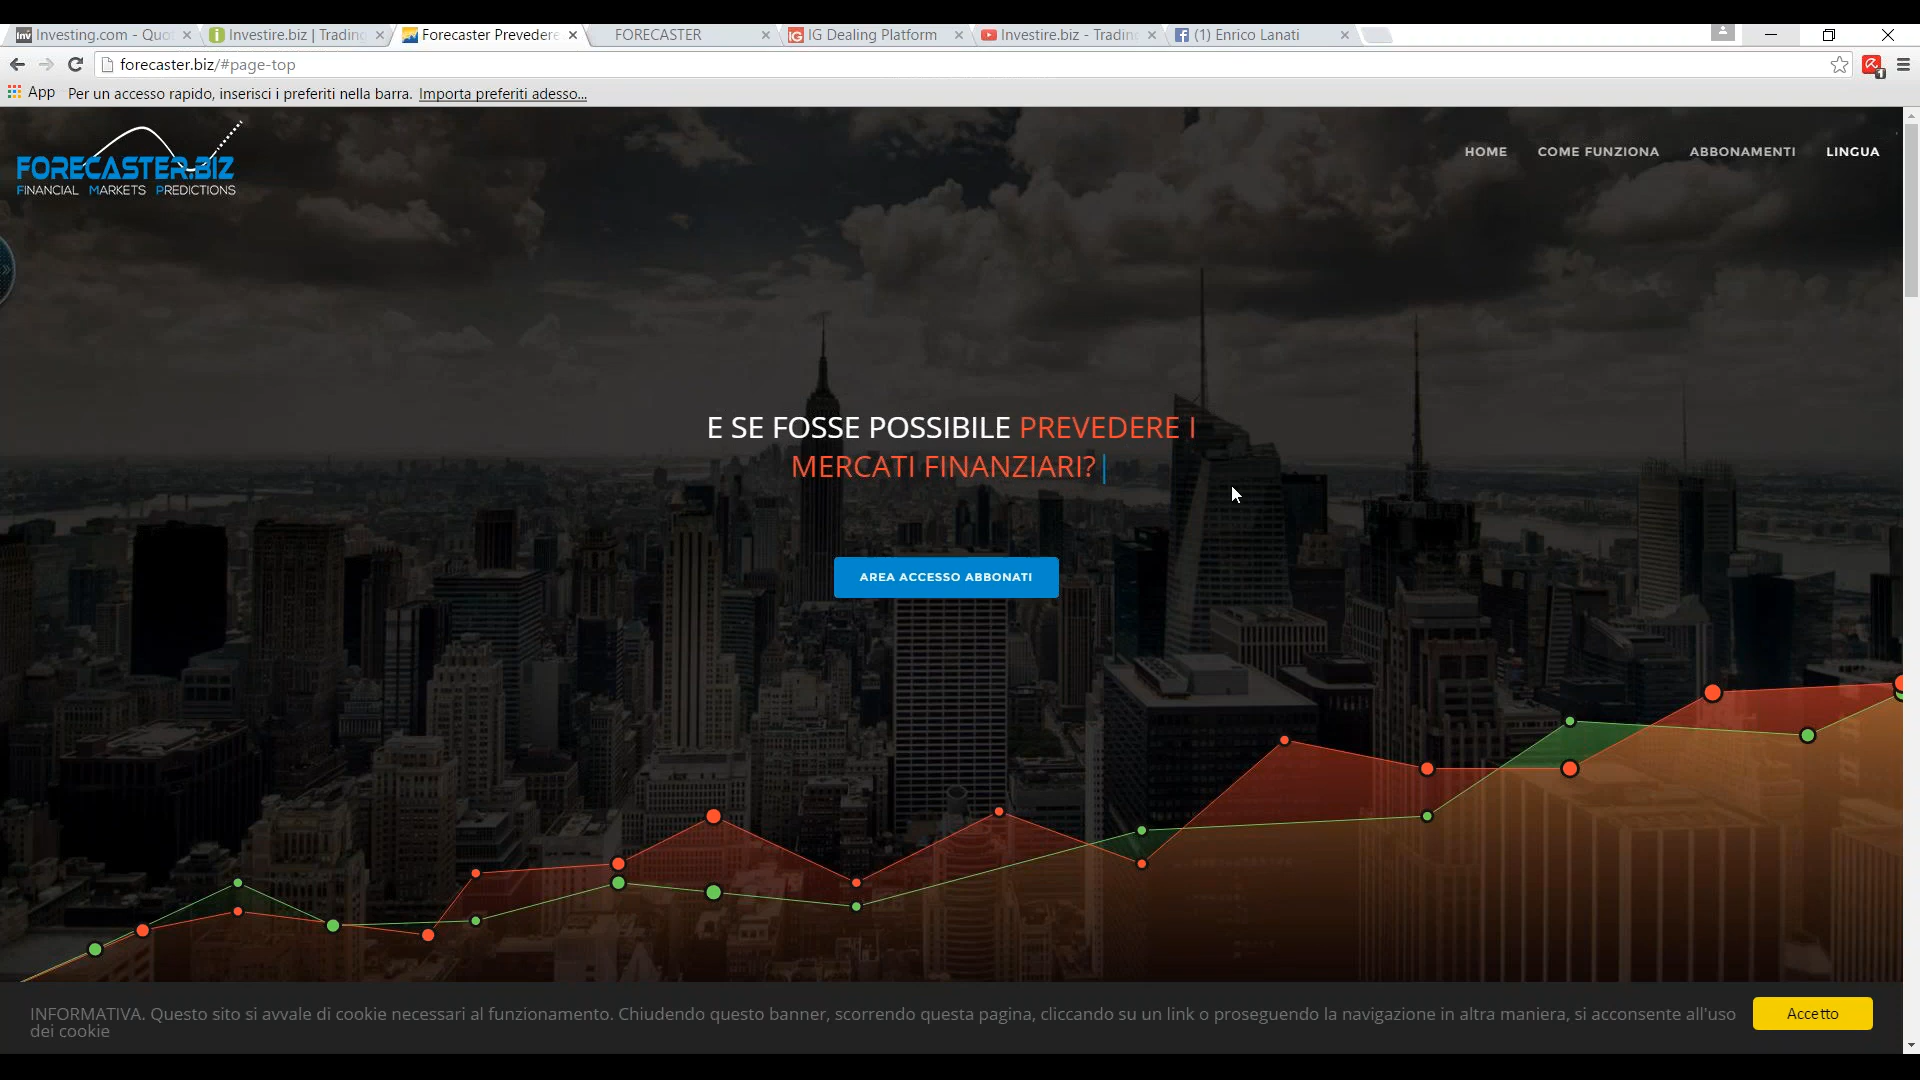 Investing.com - Quo
Investire.biz | Trading
Forecaster Prevedere
FORECASTER
IG Dealing Platform
Investire.biz - Trading
(1) Enrico Lanati
forecaster.biz/#page-top
App
Per un accesso rapido, inserisci i preferiti nella barra. Importa preferiti adesso...
FORECASTER.BIZ
FINANCIAL MARKETS PREDICTIONS
HOME
COME FUNZIONA
ABBONAMENTI
LINGUA
E SE FOSSE POSSIBILE PREVEDERE I
MERCATI FINANZIARI?
AREA ACCESSO ABBONATI
INFORMATIVA. Questo sito si avvale di cookie necessari al funzionamento. Chiudendo questo banner, scorrendo questa pagina, cliccando su un link o proseguendo la navigazione in altra maniera, si acconsente all'uso
dei cookie
Accetto